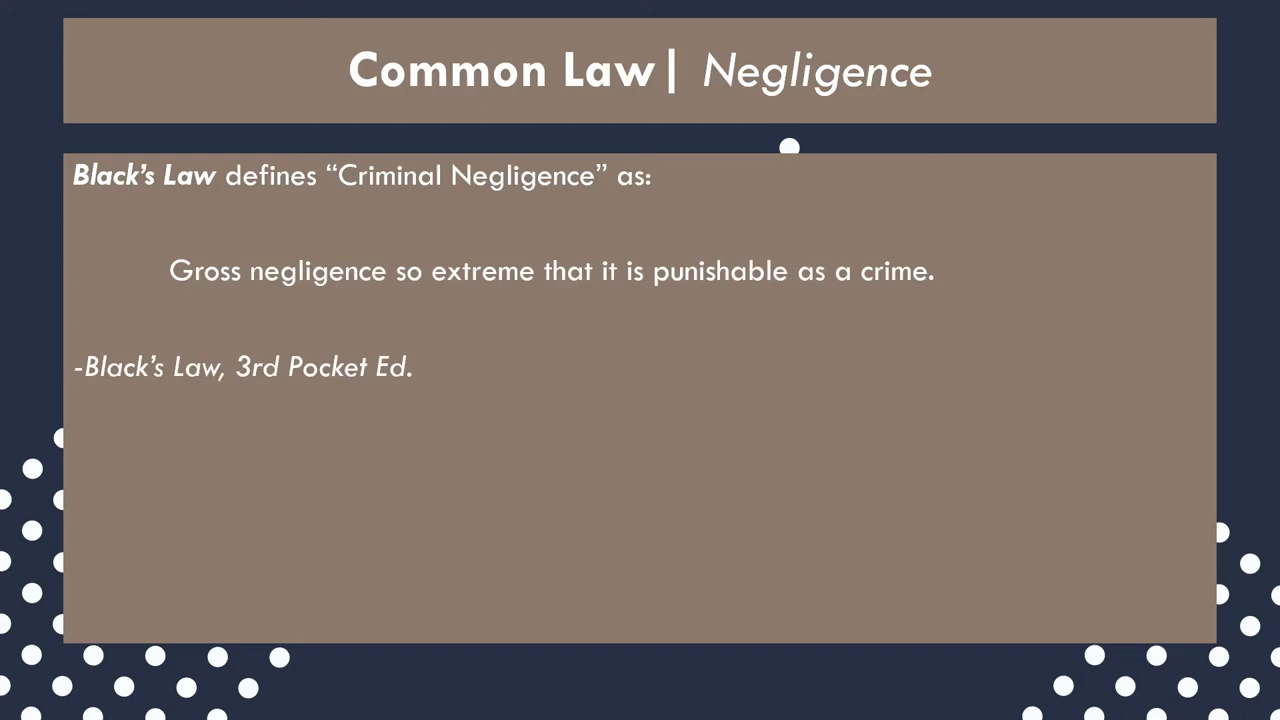 Common Law| Negligence
Black’s Law defines “Criminal Negligence” as:
Gross negligence so extreme that it is punishable as a crime.
-Black’s Law, 3rd Pocket Ed.